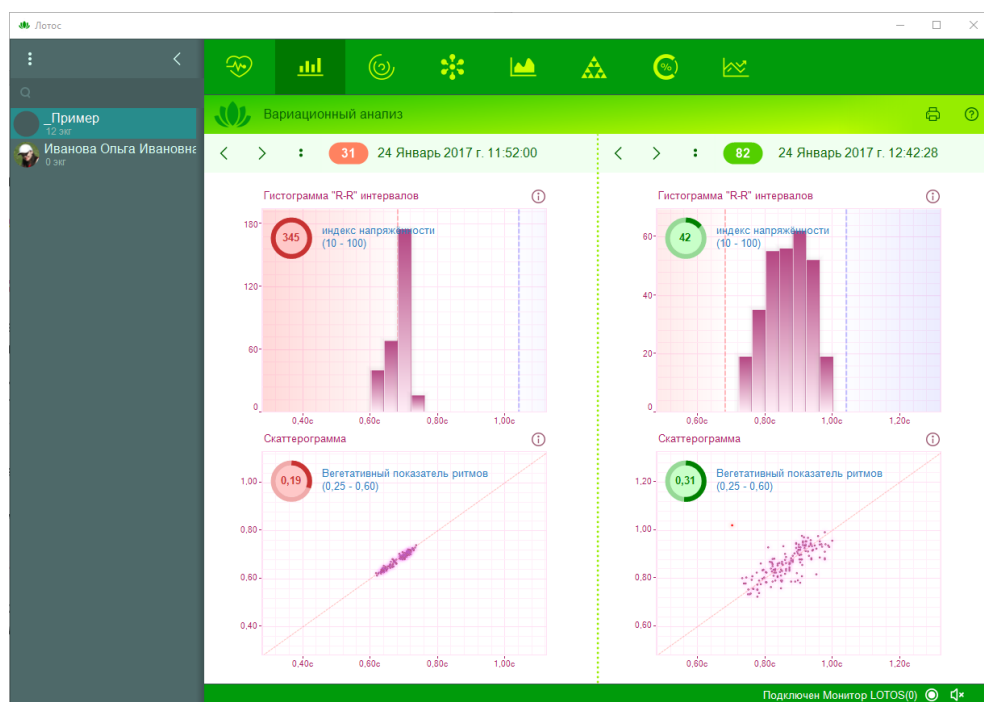 Лотос
_Пример
12 экг
Иванова Ольга Ивановна
0 экг
%
Вариационный анализ
31 24 Январь 2017 г. 11:52:00
Гистограмма "R-R" интервалов
345 индекс напряжённости
(10 - 100)
180
120
60
0
0,40с 0,60с 0,80с 1,00с
Скаттерограмма
0,19 Вегетативный показатель ритмов
(0,25 - 0,60)
1,00
0,80
0,60
0,40
0,40с 0,60с 0,80с 1,00с
82 24 Январь 2017 г. 12:42:28
Гистограмма "R-R" интервалов
42 индекс напряжённости
(10 - 100)
60
40
20
0
0,60с 0,80с 1,00с 1,20с
Скаттерограмма
0,31 Вегетативный показатель ритмов
(0,25 - 0,60)
1,20
1,00
0,80
0,60
0,60с 0,80с 1,00с 1,20с
Подключен Монитор LOTOS(0)